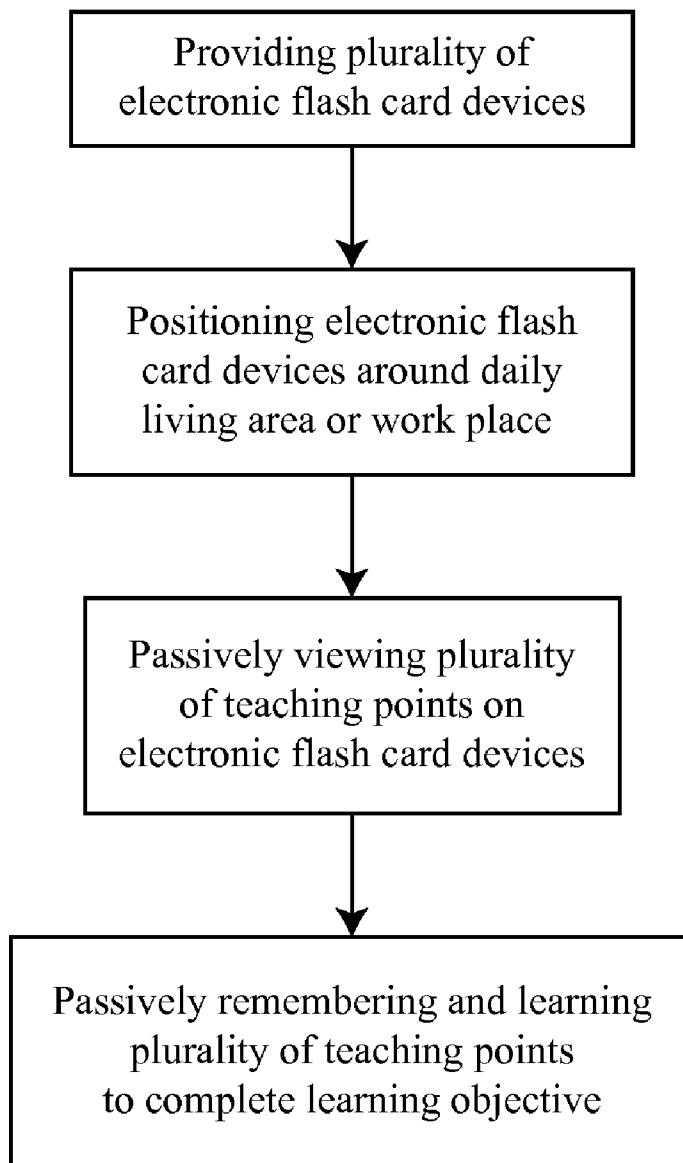 Providing plurality of
electronic flash card devices
Positioning electronic flash
card devices around daily
living area or work place
Passively viewing plurality
of teaching points on
electronic flash card devices
Passively remembering and learning
plurality of teaching points
to complete learning objective